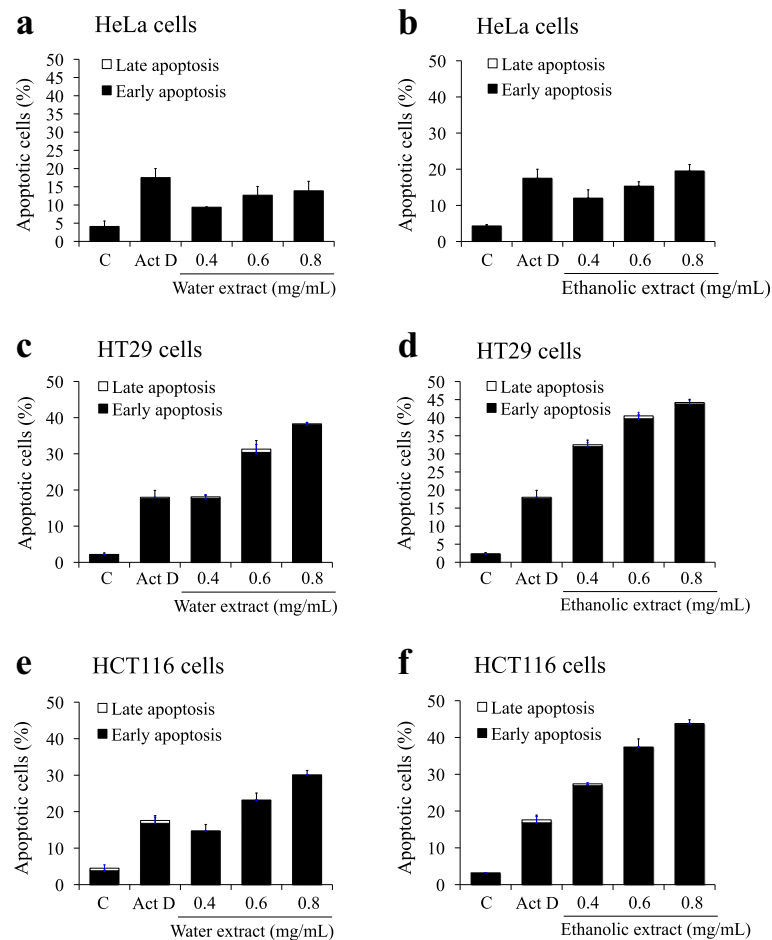 a HeLa cells
Apoptotic cells (%)
50
45
40
35
30
25
20
15
10
5
0
Late apoptosis
Early apoptosis
C Act D 0.4 0.6 0.8
Water extract (mg/mL)
b HeLa cells
Apoptotic cells (%)
50
40
30
20
10
0
Late apoptosis
Early apoptosis
C Act D 0.4 0.6 0.8
Ethanolic extract (mg/mL)
c HT29 cells
Apoptotic cells (%)
50
40
30
20
10
0
Late apoptosis
Early apoptosis
C Act D 0.4 0.6 0.8
Water extract (mg/mL)
d HT29 cells
Apoptotic cells (%)
50
45
40
35
30
25
20
15
10
5
0
Late apoptosis
Early apoptosis
C Act D 0.4 0.6 0.8
Ethanolic extract (mg/mL)
e HCT116 cells
Apoptotic cells (%)
50
40
30
20
10
0
Late apoptosis
Early apoptosis
C Act D 0.4 0.6 0.8
Water extract (mg/mL)
f HCT116 cells
Apoptotic cells (%)
50
40
30
20
10
0
Late apoptosis
Early apoptosis
C Act D 0.4 0.6 0.8
Ethanolic extract (mg/mL)